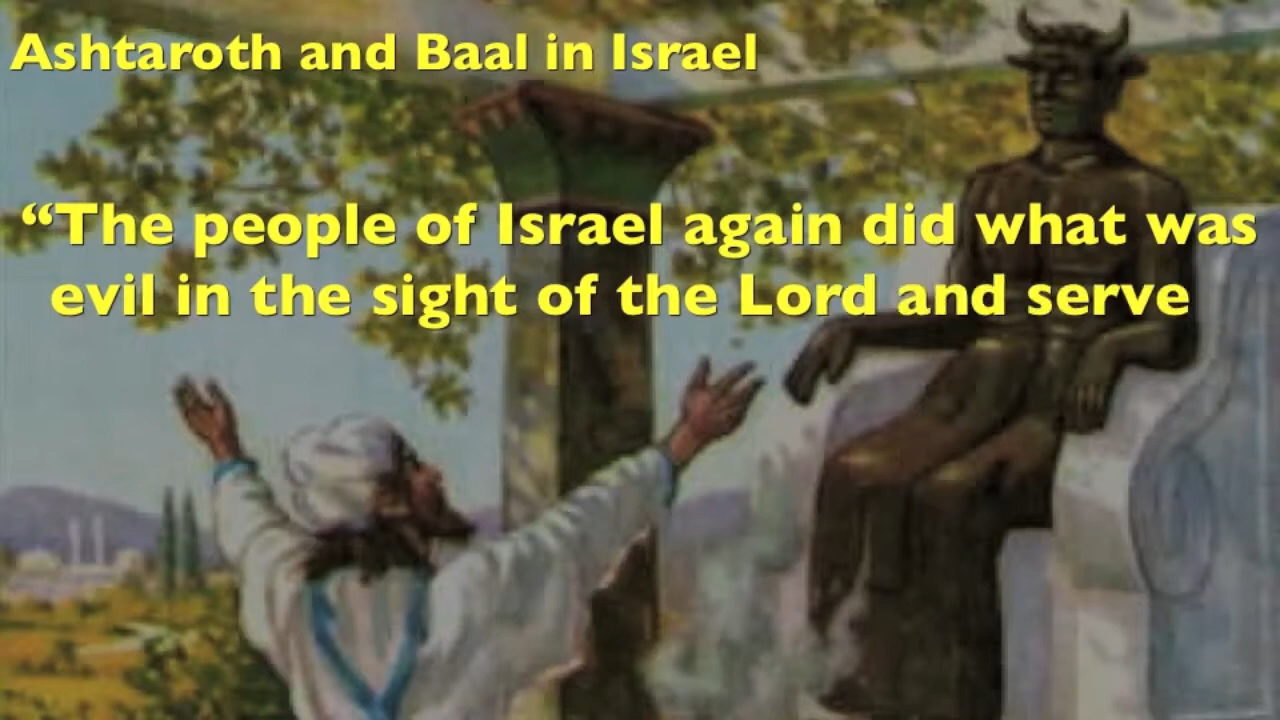 Ashtaroth and Baal in Israel
“The people of Israel again did what was
evil in the sight of the Lord and serve